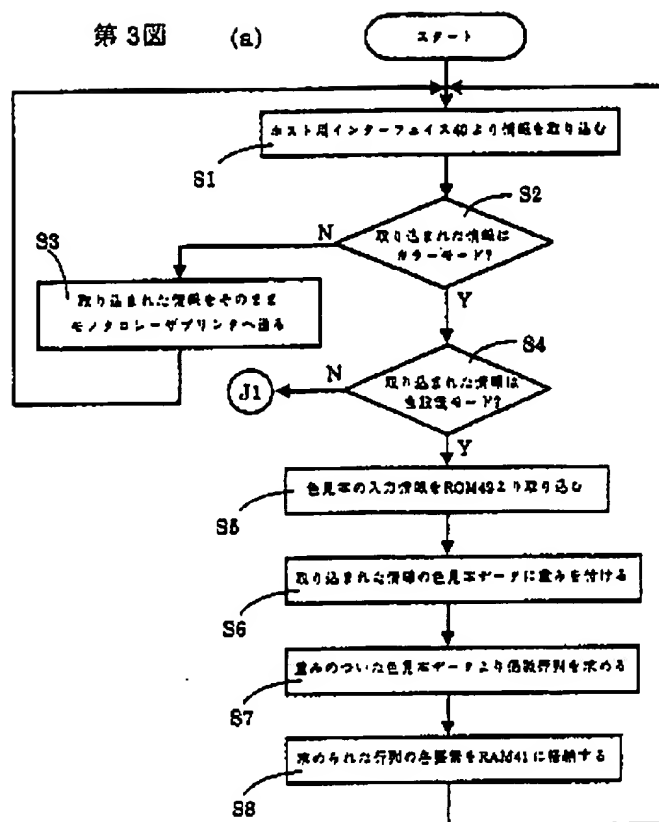 第3図 (a)
スタート
ホスト用インターフェイス40より情報を取り込む
S1
S2
取り込まれた情報は
カラーモード?
N
Y
S3
取り込まれた情報をそのまま
モノクロレーザプリンタへ送る
S4
取り込まれた情報は
モード?
N
J1
Y
色見本の入力情報をROM42より取り込む
S5
取り込まれた情報の色見本データに重みを付ける
S6
重みのついた色見本データより係数行列を求める
S7
求められた行列の各要素をRAM41に格納する
S8